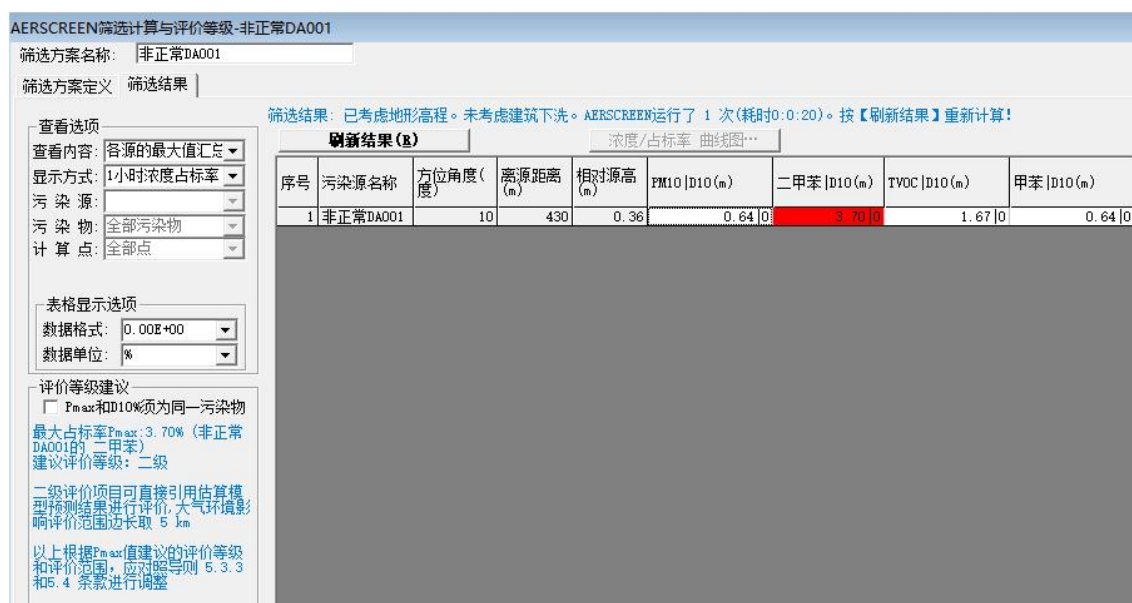 AERSCREEN筛选计算与评价等级-非正常DA001
筛选方案名称: 非正常DA001
筛选方案定义 筛选结果
筛选结果: 已考虑地形高程。未考虑建筑下洗。AERSCREEN运行了 1 次(耗时0:0:20)。按【刷新结果】重新计算!
刷新结果(R) 浓度/占标率 曲线图…
查看选项
查看内容: 各源的最大值汇总
显示方式: 1小时浓度占标率
污 染 源:
污 染 物: 全部污染物
计 算 点: 全部点
序号 污染源名称 方位角度(度) 离源距离(m) 相对源高(m) PM10|D10(m) 二甲苯|D10(m) TVOC|D10(m) 甲苯|D10(m)
1 非正常DA001 10 430 0.36 0.64|0 3.70|0 1.67|0 0.64|0
表格显示选项
数据格式: 0.00E+00
数据单位: %
评价等级建议
Pmax和D10%须为同一污染物
最大占标率Pmax:3.70% (非正常
DA001的 二甲苯)
建议评价等级: 二级
二级评价项目可直接引用估算模
型预测结果进行评价,大气环境影
响评价范围边长取 5 km
以上根据Pmax值建议的评价等级
和评价范围, 应对照导则 5.3.3
和5.4 条款进行调整